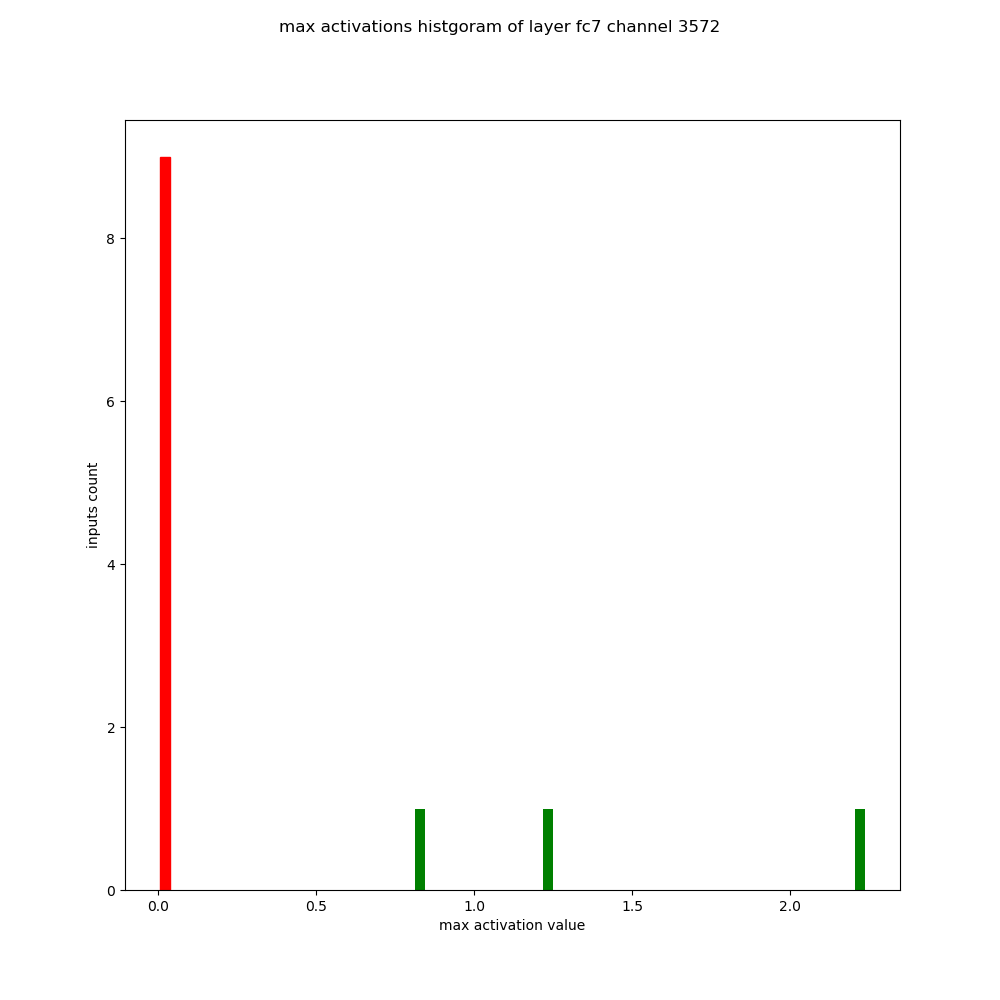 max activations histgoram of layer fc7 channel 3572
8
6
4
2
0
inputs count
0.0 0.5 1.0 1.5 2.0
max activation value